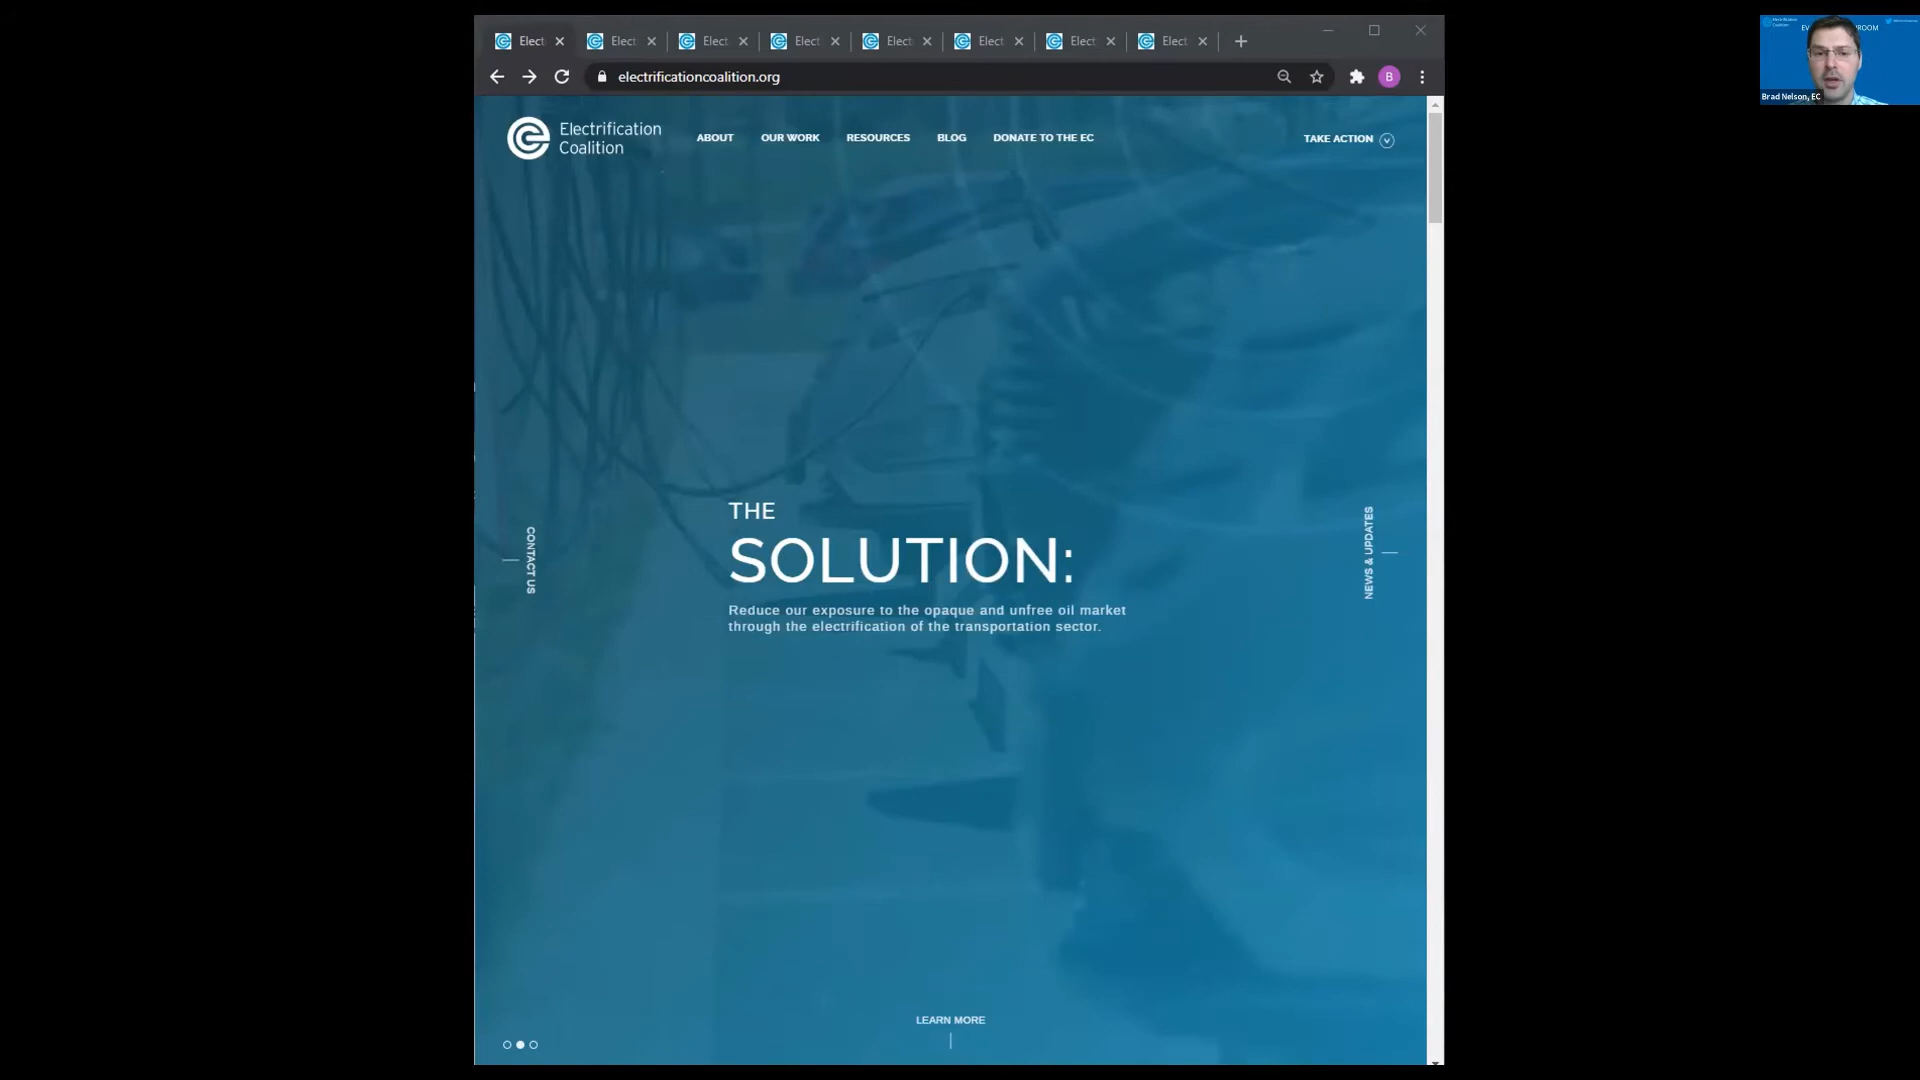 Elect
Elect
Elect
Elect
Elect
Elect
Elect
Elect
electrificationcoalition.org
B
Electrification
Coalition
ABOUT
OUR WORK
RESOURCES
BLOG
DONATE TO THE EC
TAKE ACTION
THE
SOLUTION:
Reduce our exposure to the opaque and unfree oil market
through the electrification of the transportation sector.
CONTACT US
NEWS & UPDATES
LEARN MORE
EV
ROOM
Brad Nelson, EC